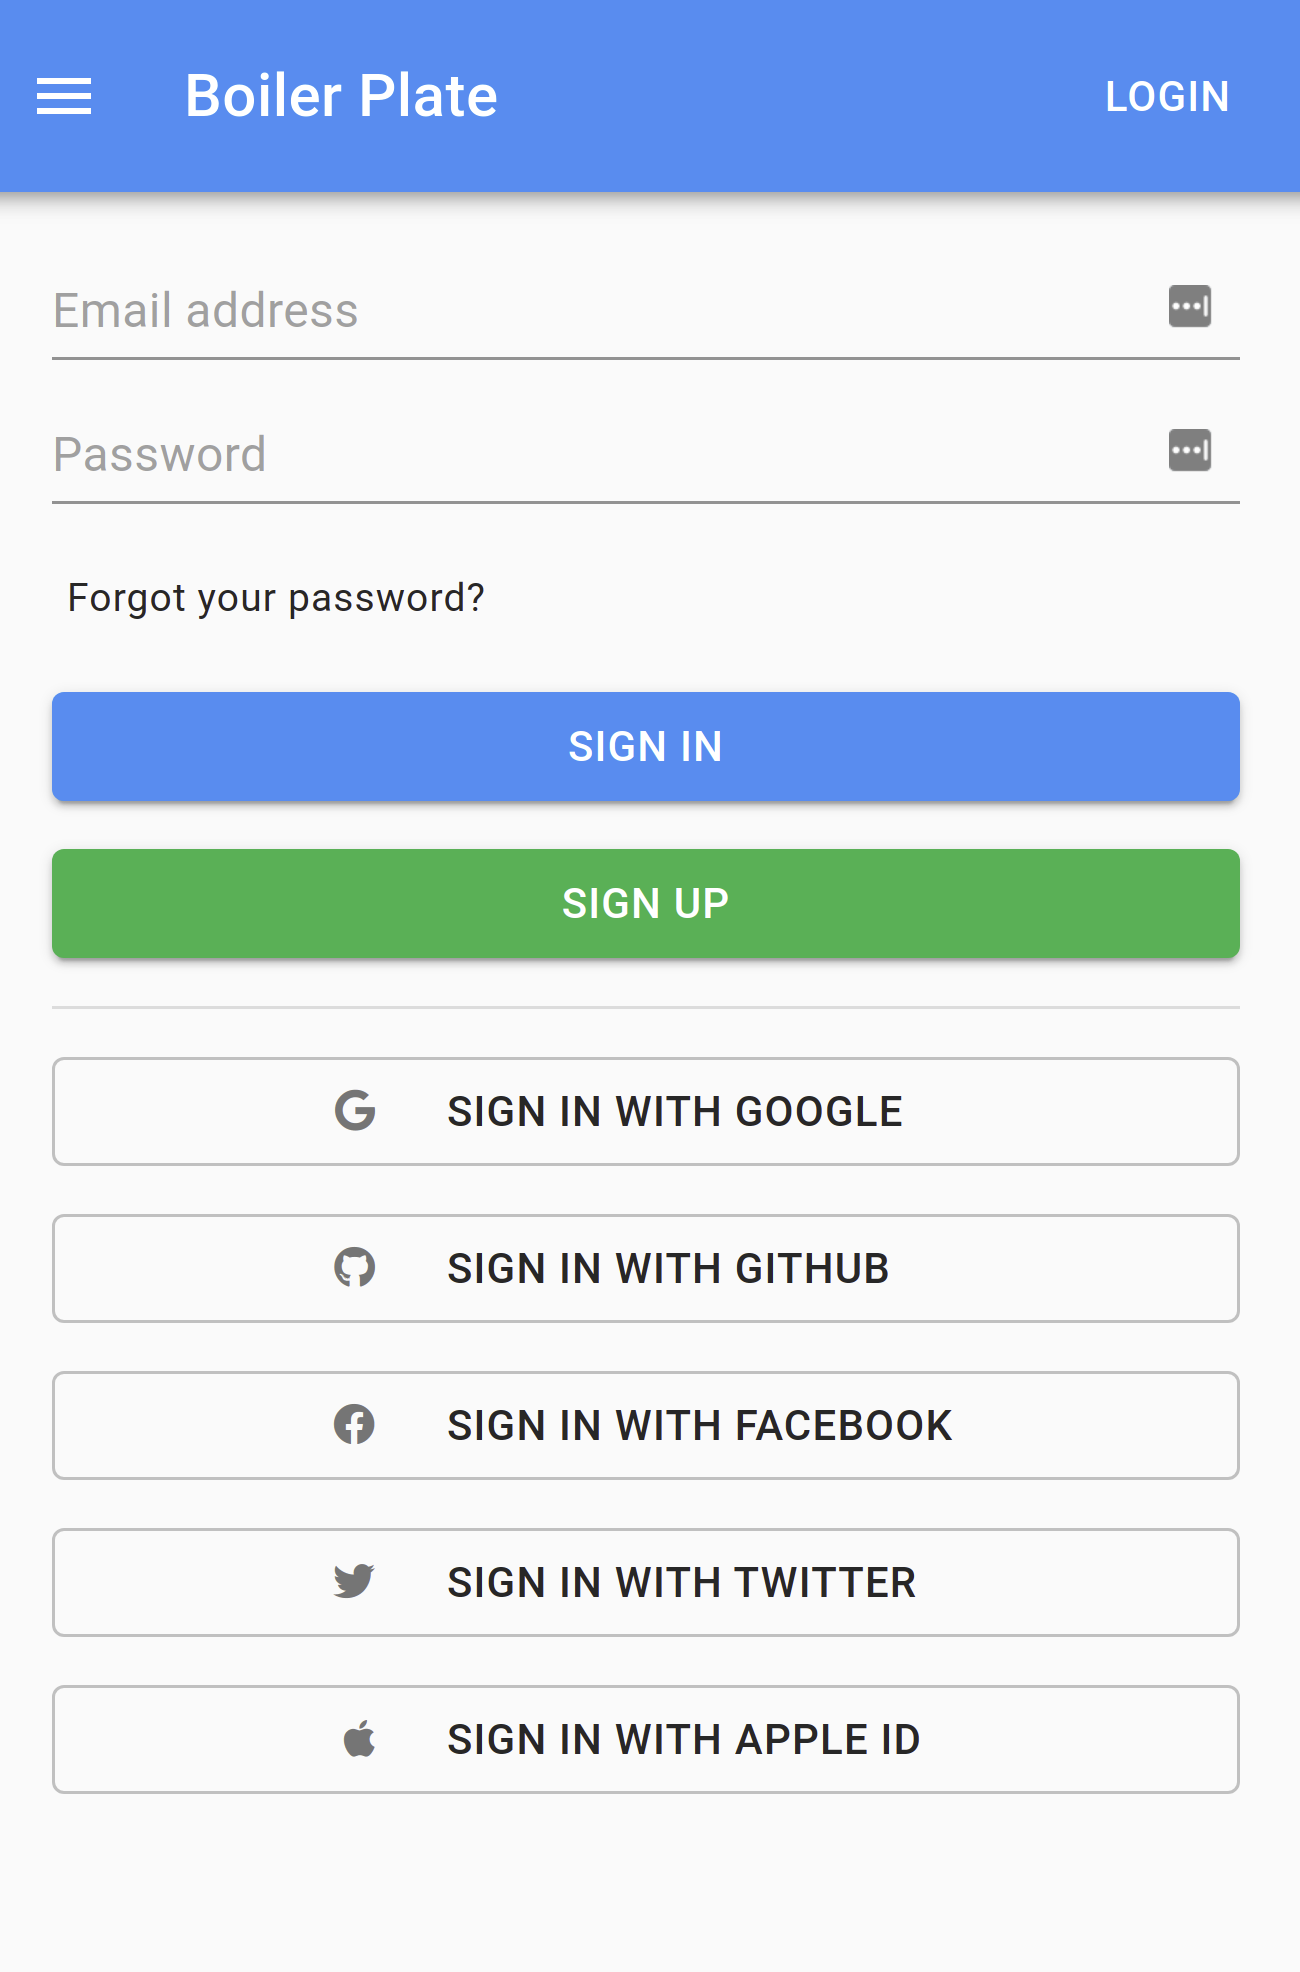 Boiler Plate
LOGIN
Email address
Password
Forgot your password?
SIGN IN
SIGN UP
SIGN IN WITH GOOGLE
SIGN IN WITH GITHUB
SIGN IN WITH FACEBOOK
SIGN IN WITH TWITTER
SIGN IN WITH APPLE ID